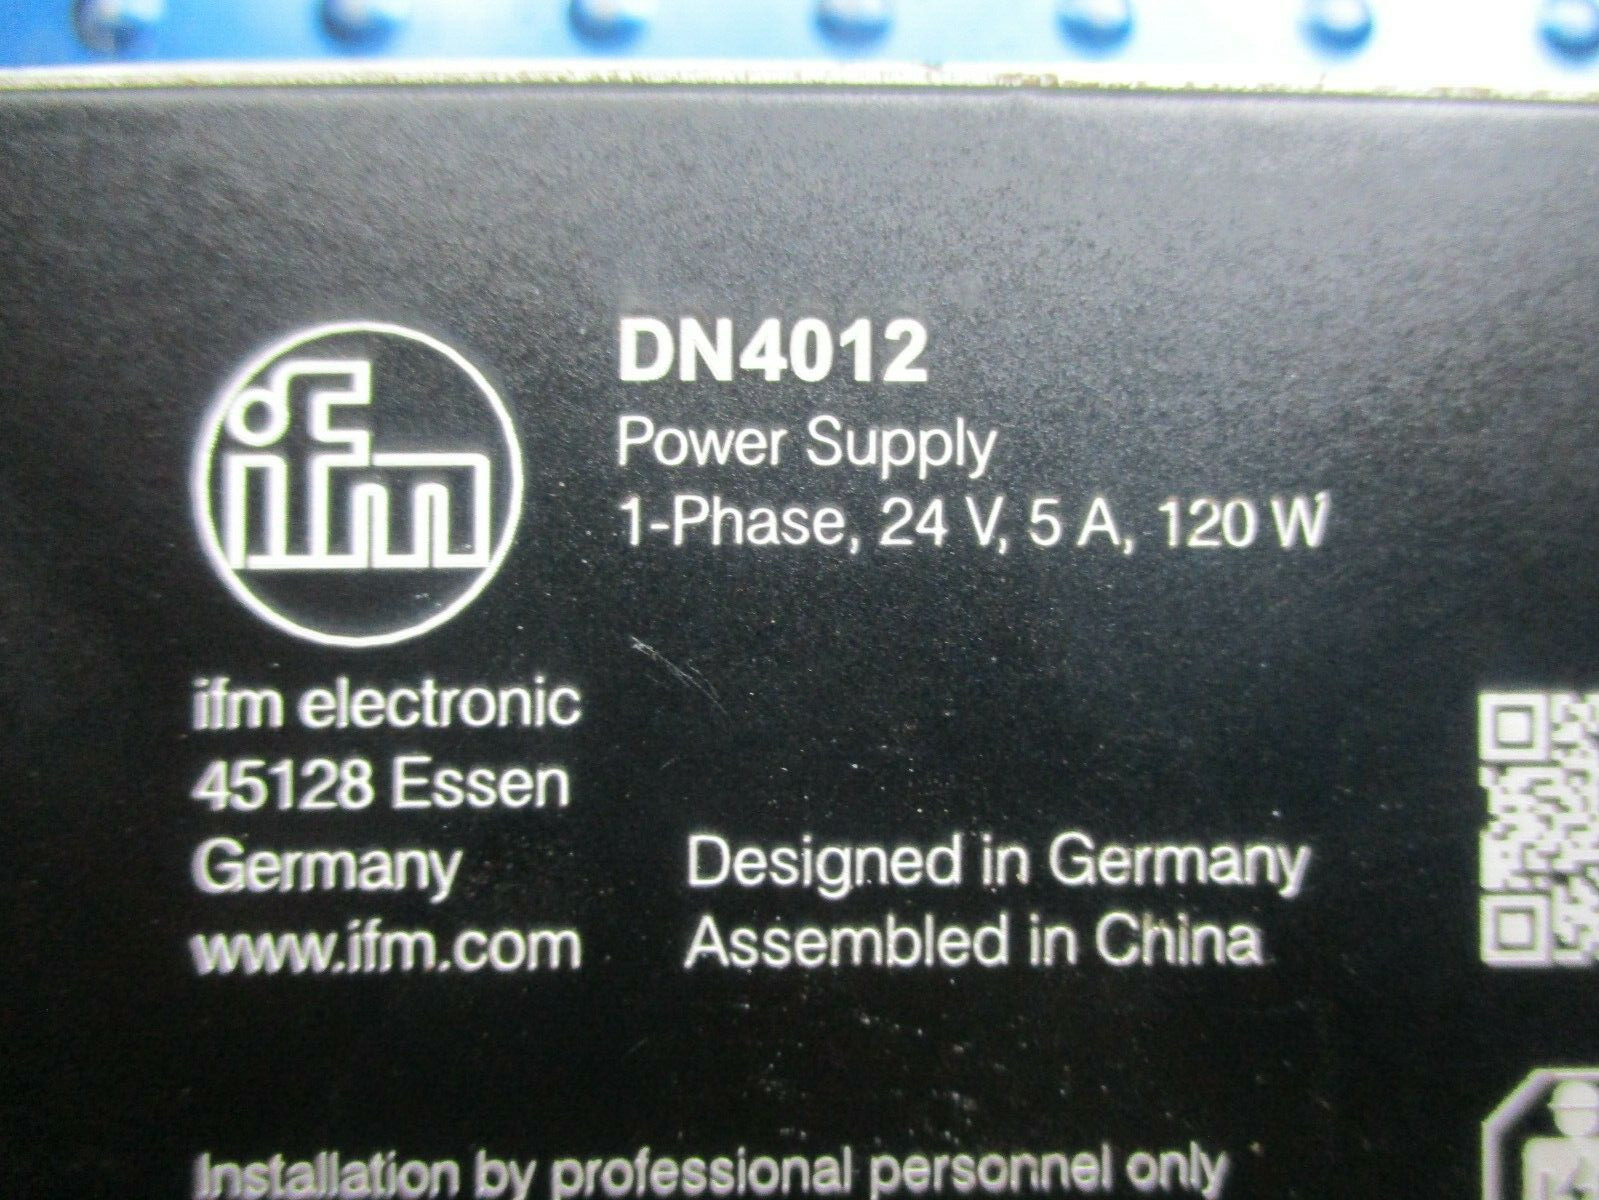 ifm
DN4012
Power Supply
1-Phase, 24 V, 5 A, 120 W
ifm electronic
45128 Essen
Germany
www.ifm.com
Designed in Germany
Assembled in China
Installation by professional personnel only